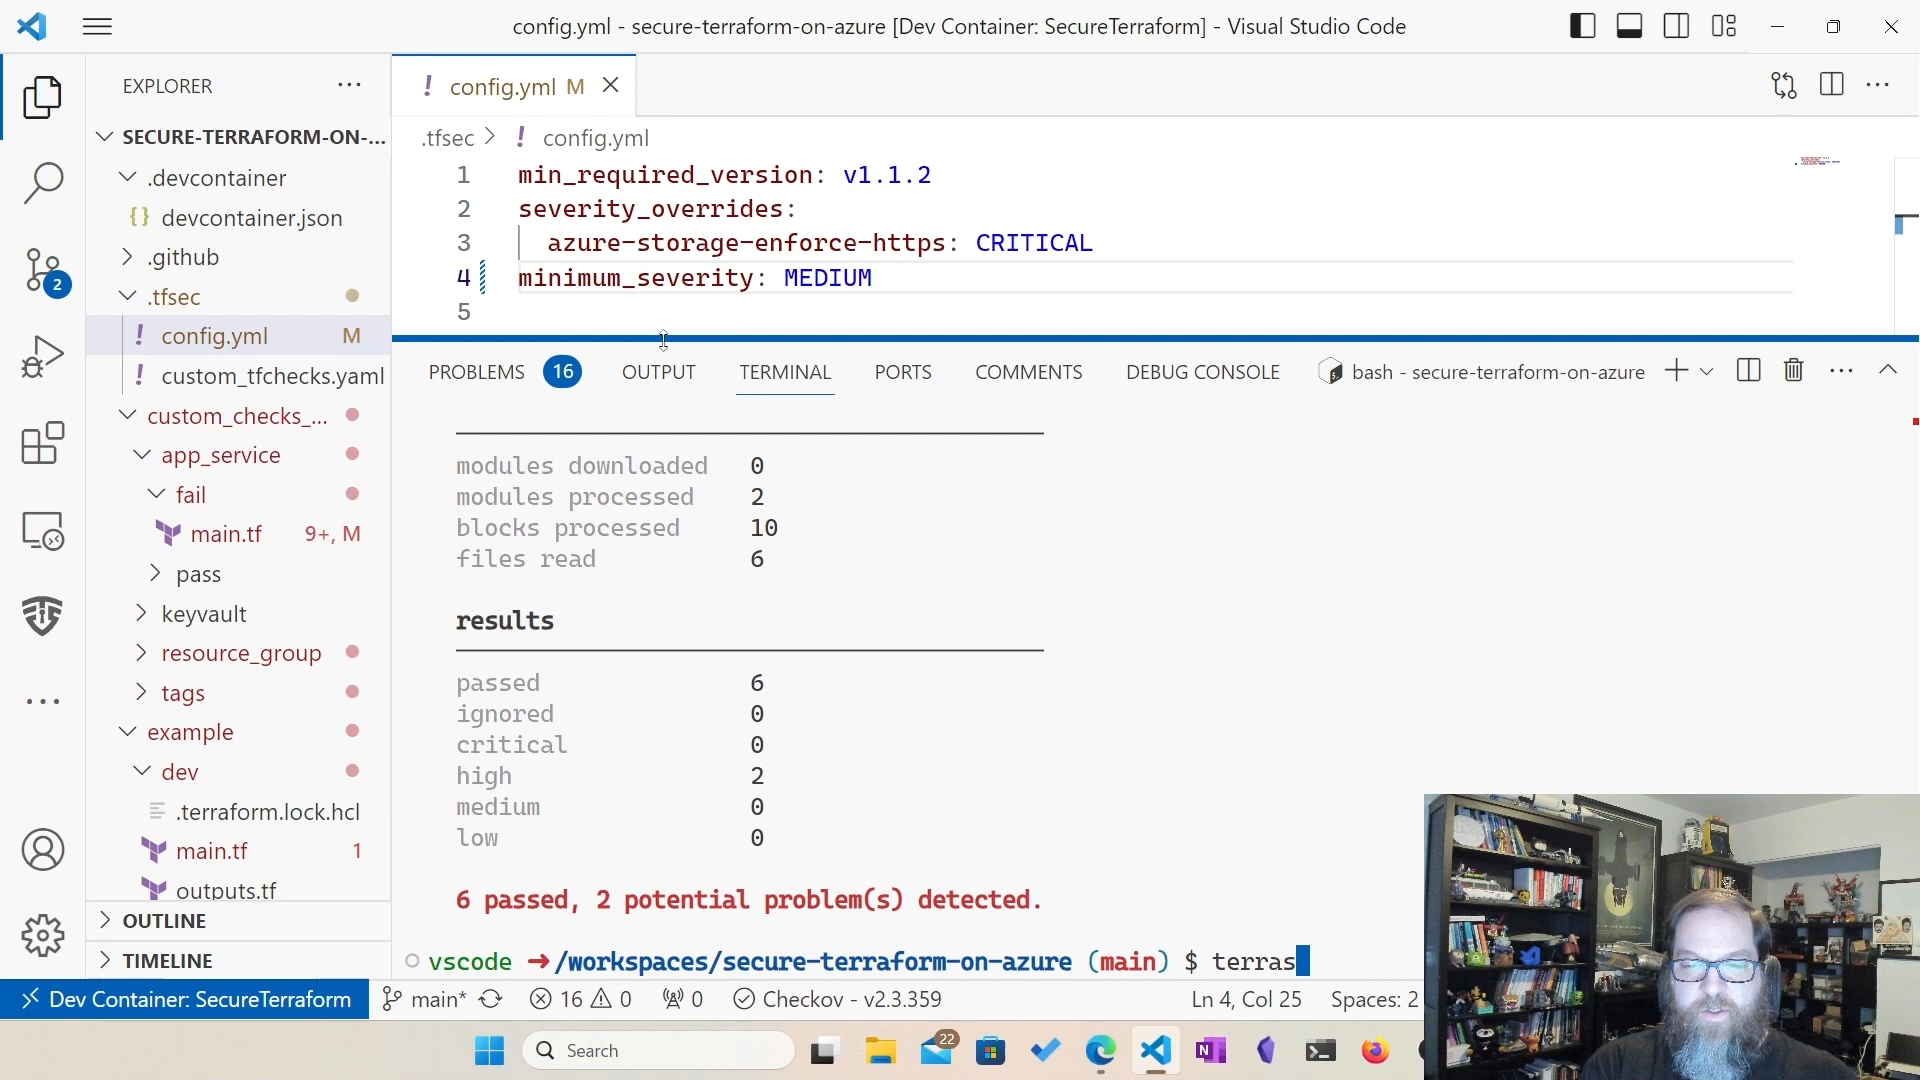 config.yml - secure-terraform-on-azure [Dev Container: SecureTerraform] - Visual Studio Code
EXPLORER
SECURE-TERRAFORM-ON-...
.devcontainer
{} devcontainer.json
.github
.tfsec
! config.yml M
! custom_tfchecks.yaml
custom_checks_...
app_service
fail
main.tf 9+, M
pass
keyvault
resource_group
tags
example
dev
.terraform.lock.hcl
main.tf 1
outputs.tf
OUTLINE
TIMELINE
2
! config.yml M
.tfsec > ! config.yml
1 min_required_version: v1.1.2
2 severity_overrides:
3 azure-storage-enforce-https: CRITICAL
4 minimum_severity: MEDIUM
5
PROBLEMS 16 OUTPUT TERMINAL PORTS COMMENTS DEBUG CONSOLE bash - secure-terraform-on-azure
modules downloaded 0
modules processed 2
blocks processed 10
files read 6
results
passed 6
ignored 0
critical 0
high 2
medium 0
low 0
6 passed, 2 potential problem(s) detected.
vscode ➜ /workspaces/secure-terraform-on-azure (main) $ terras
Dev Container: SecureTerraform main* 16 0 0 Checkov - v2.3.359 Ln 4, Col 25 Spaces: 2
Search 22